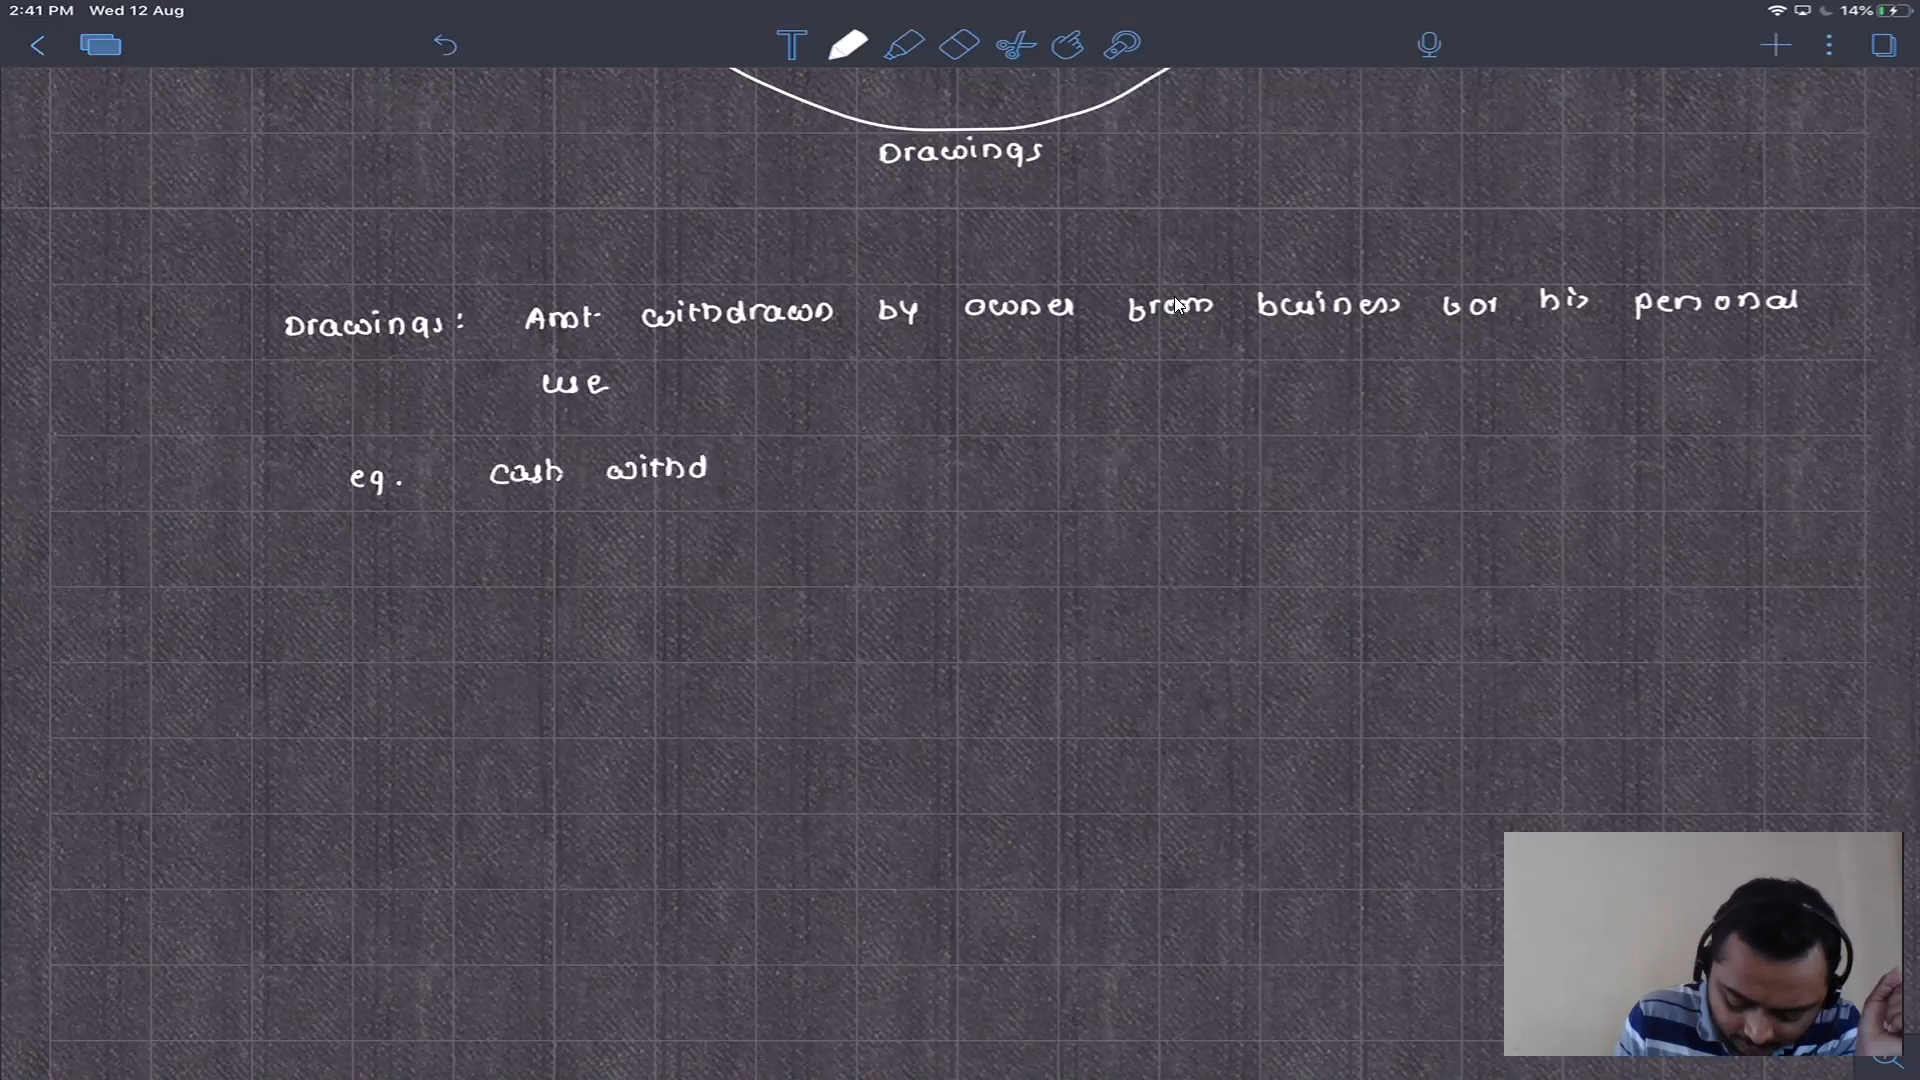 2:41 PM Wed 12 Aug 14%
T
Drawings
Drawings: Amt. withdrawn by owner from business for his personal
use
eg. cash withd